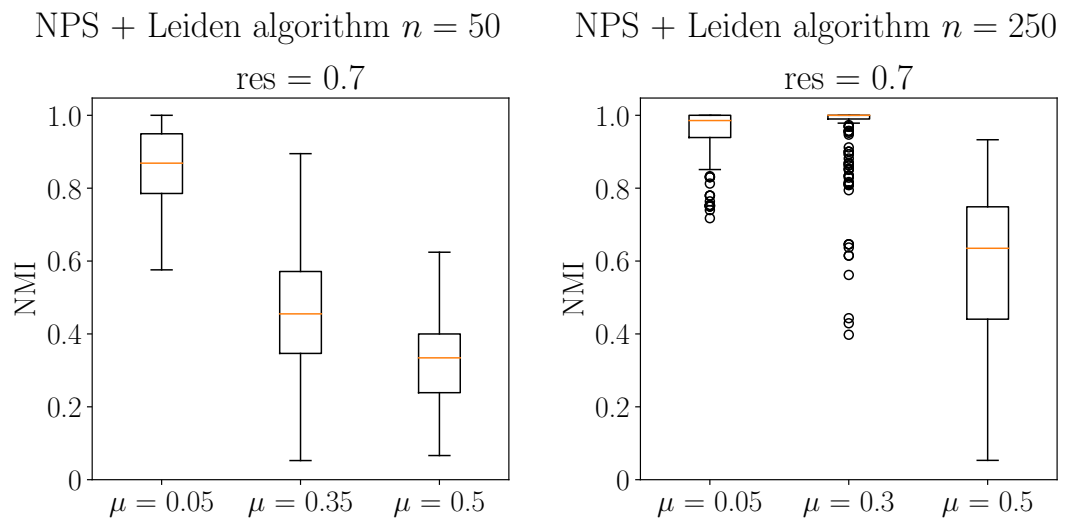 NPS + Leiden algorithm n = 50
res = 0.7
NMI
1.0
0.8
0.6
0.4
0.2
0
μ = 0.05 μ = 0.35 μ = 0.5
NPS + Leiden algorithm n = 250
res = 0.7
NMI
1.0
0.8
0.6
0.4
0.2
0
μ = 0.05 μ = 0.3 μ = 0.5